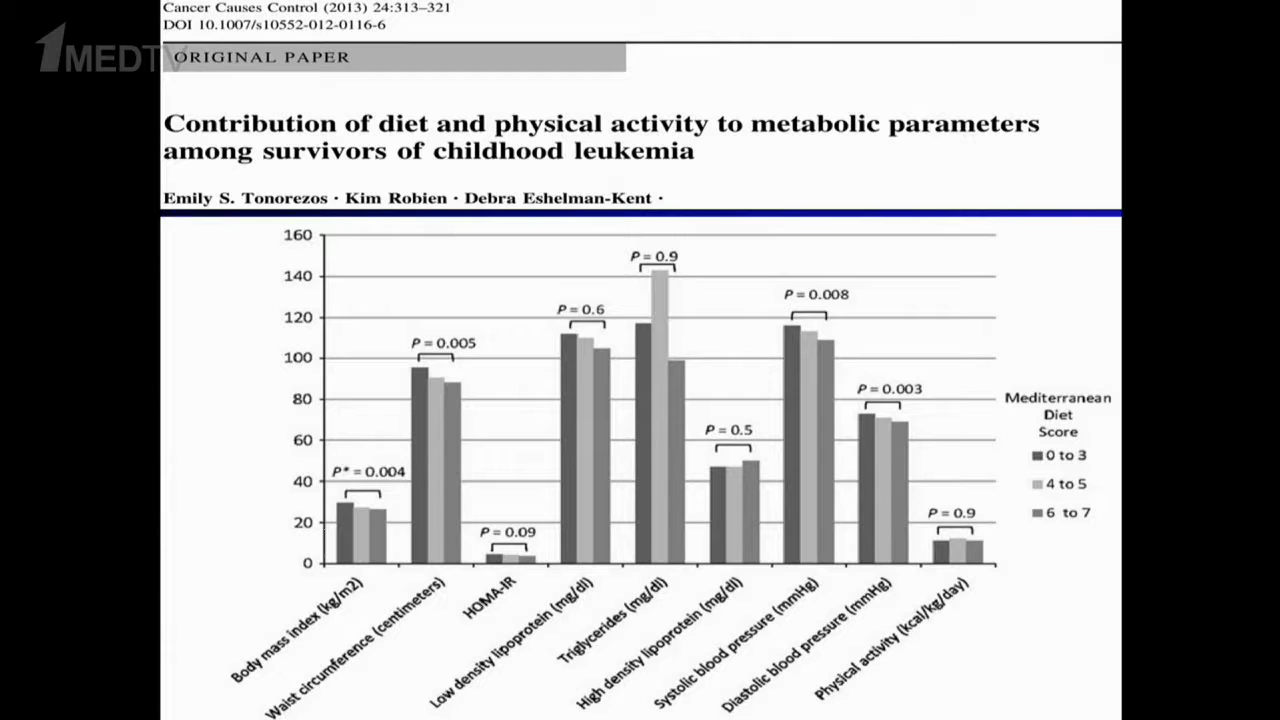 Cancer Causes Control (2013) 24:313–321
DOI 10.1007/s10552-012-0116-6
1MEDTV
ORIGINAL PAPER
Contribution of diet and physical activity to metabolic parameters
among survivors of childhood leukemia
Emily S. Tonorezos · Kim Robien · Debra Eshelman-Kent ·
160
140
120
100
80
60
40
20
0
P* = 0.004
P = 0.005
P = 0.09
P = 0.6
P = 0.9
P = 0.5
P = 0.008
P = 0.003
P = 0.9
Body mass index (kg/m2)
Waist circumference (centimeters)
HOMA-IR
Low density lipoprotein (mg/dl)
Triglycerides (mg/dl)
High density lipoprotein (mg/dl)
Systolic blood pressure (mmHg)
Diastolic blood pressure (mmHg)
Physical activity (kcal/kg/day)
Mediterranean
Diet
Score
0 to 3
4 to 5
6 to 7